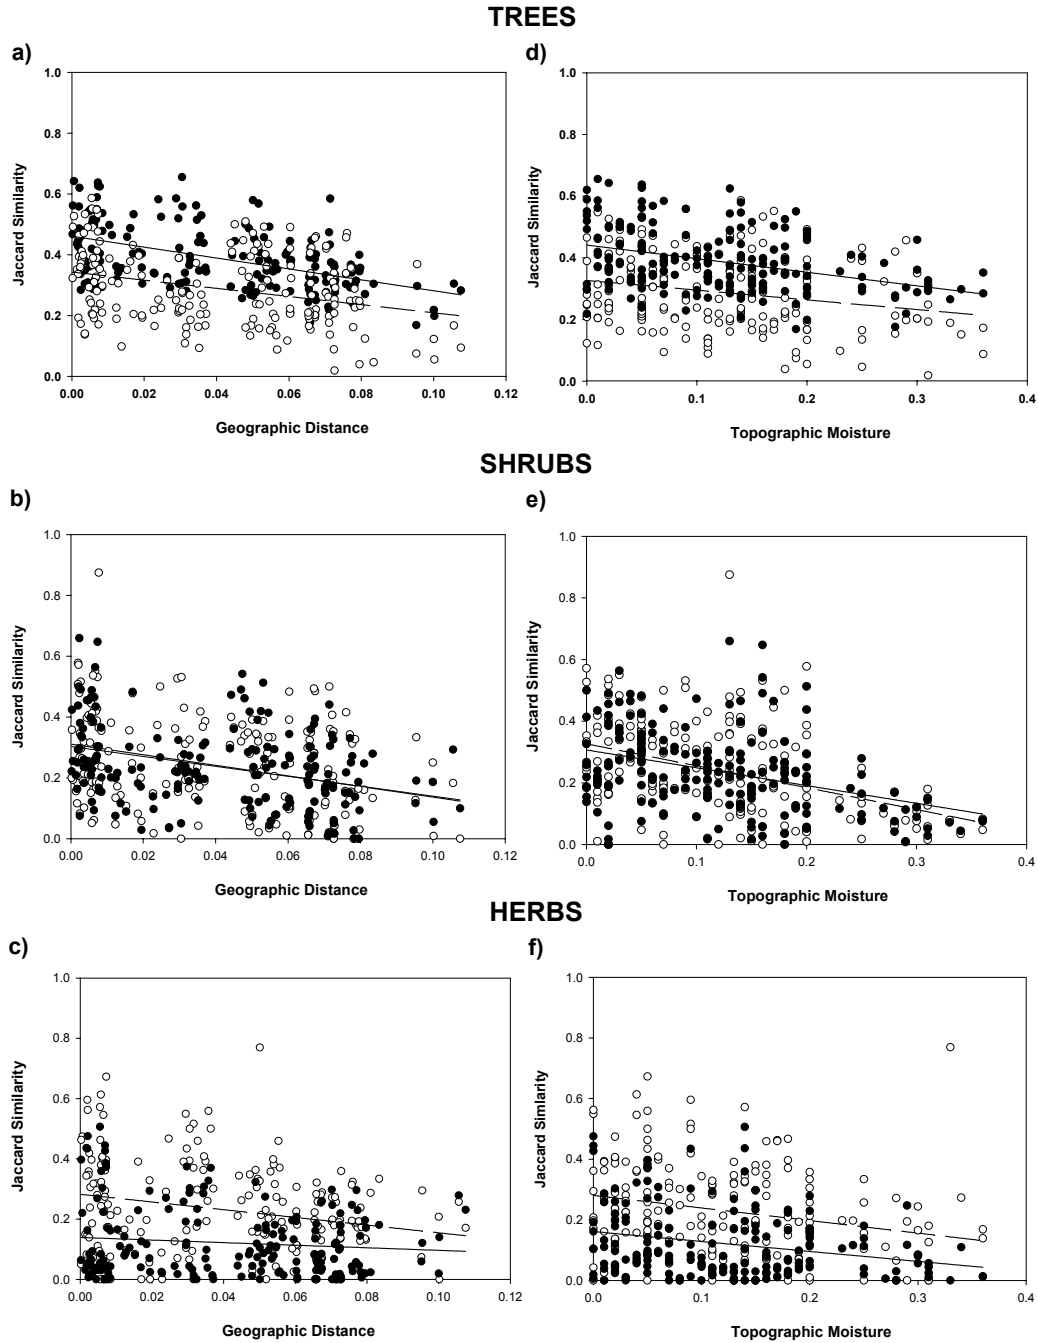 TREES
a)
d)
1.0
0.8
0.6
0.4
0.2
0.0
Jaccard Similarity
0.00 0.02 0.04 0.06 0.08 0.10 0.12
Geographic Distance
1.0
0.8
0.6
0.4
0.2
0.0
Jaccard Similarity
0.0 0.1 0.2 0.3 0.4
Topographic Moisture
SHRUBS
b)
e)
1.0
0.8
0.6
0.4
0.2
0.0
Jaccard Similarity
0.00 0.02 0.04 0.06 0.08 0.10 0.12
Geographic Distance
1.0
0.8
0.6
0.4
0.2
0.0
Jaccard Similarity
0.0 0.1 0.2 0.3 0.4
Topographic Moisture
HERBS
c)
f)
1.0
0.8
0.6
0.4
0.2
0.0
Jaccard Simlarity
0.00 0.02 0.04 0.06 0.08 0.10 0.12
Geographic Distance
1.0
0.8
0.6
0.4
0.2
0.0
Jaccard Similarity
0.0 0.1 0.2 0.3 0.4
Topographic Moisture